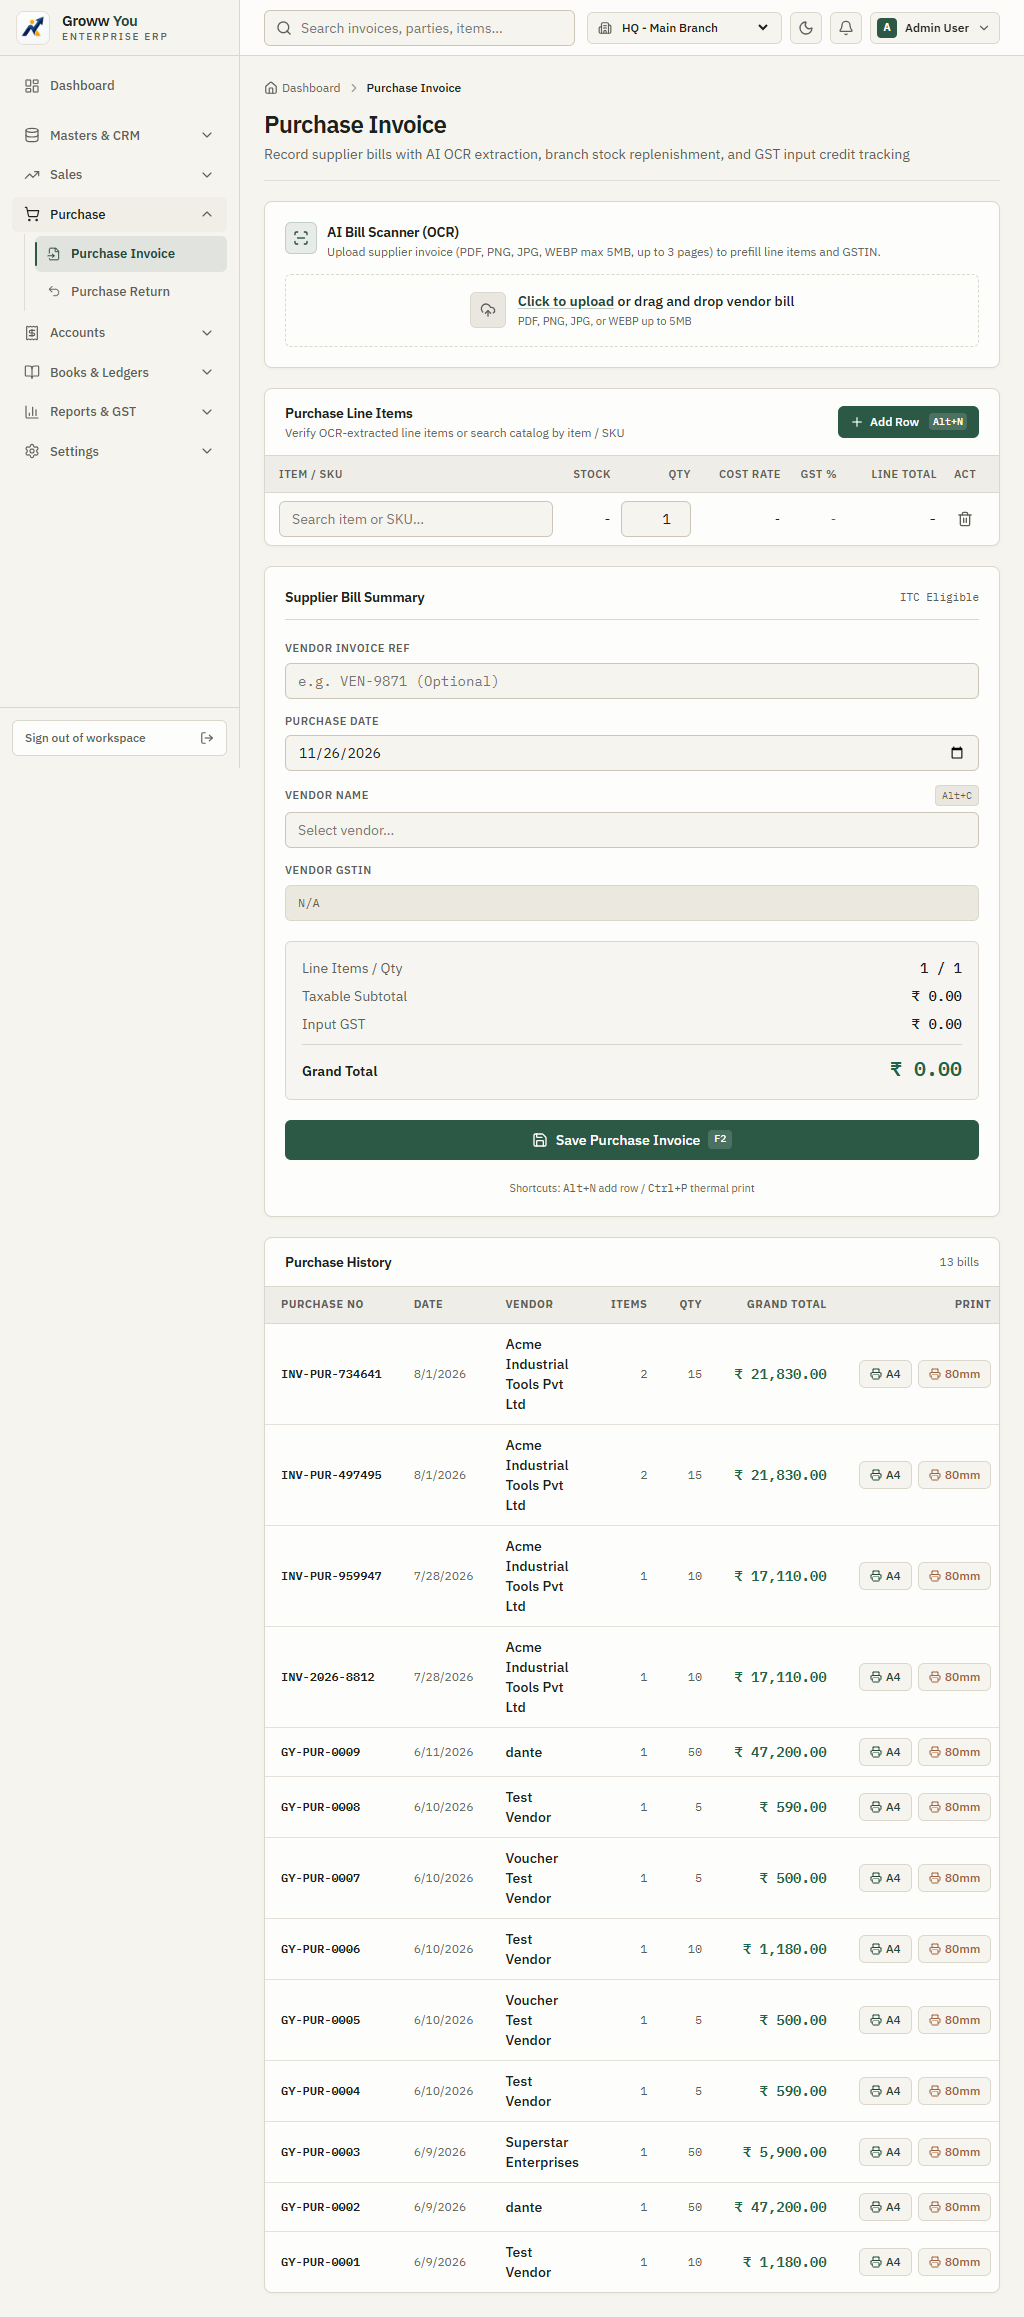 Groww You
ENTERPRISE ERP
Search invoices, parties, items...
HQ - Main Branch
A
Admin User
Dashboard
Masters & CRM
Sales
Purchase
Purchase Invoice
Purchase Return
Accounts
Books & Ledgers
Reports & GST
Settings
Sign out of workspace
Dashboard > Purchase Invoice
Purchase Invoice
Record supplier bills with AI OCR extraction, branch stock replenishment, and GST input credit tracking
AI Bill Scanner (OCR)
Upload supplier invoice (PDF, PNG, JPG, WEBP max 5MB, up to 3 pages) to prefill line items and GSTIN.
Click to upload or drag and drop vendor bill
PDF, PNG, JPG, or WEBP up to 5MB
Purchase Line Items
Verify OCR-extracted line items or search catalog by item / SKU
Add Row Alt+N
ITEM / SKU STOCK QTY COST RATE GST % LINE TOTAL ACT
Search item or SKU... - 1 - - -
Supplier Bill Summary
ITC Eligible
VENDOR INVOICE REF
e.g. VEN-9871 (Optional)
PURCHASE DATE
11/26/2026
VENDOR NAME
Alt+C
Select vendor...
VENDOR GSTIN
N/A
Line Items / Qty 1 / 1
Taxable Subtotal ₹ 0.00
Input GST ₹ 0.00
Grand Total ₹ 0.00
Save Purchase Invoice F2
Shortcuts: Alt+N add row / Ctrl+P thermal print
Purchase History
13 bills
PURCHASE NO DATE VENDOR ITEMS QTY GRAND TOTAL PRINT
INV-PUR-734641 8/1/2026 Acme Industrial Tools Pvt Ltd 2 15 ₹ 21,830.00 A4 80mm
INV-PUR-497495 8/1/2026 Acme Industrial Tools Pvt Ltd 2 15 ₹ 21,830.00 A4 80mm
INV-PUR-959947 7/28/2026 Acme Industrial Tools Pvt Ltd 1 10 ₹ 17,110.00 A4 80mm
INV-2026-8812 7/28/2026 Acme Industrial Tools Pvt Ltd 1 10 ₹ 17,110.00 A4 80mm
GY-PUR-0009 6/11/2026 dante 1 50 ₹ 47,200.00 A4 80mm
GY-PUR-0008 6/10/2026 Test Vendor 1 5 ₹ 590.00 A4 80mm
GY-PUR-0007 6/10/2026 Voucher Test Vendor 1 5 ₹ 500.00 A4 80mm
GY-PUR-0006 6/10/2026 Test Vendor 1 10 ₹ 1,180.00 A4 80mm
GY-PUR-0005 6/10/2026 Voucher Test Vendor 1 5 ₹ 500.00 A4 80mm
GY-PUR-0004 6/10/2026 Test Vendor 1 5 ₹ 590.00 A4 80mm
GY-PUR-0003 6/9/2026 Superstar Enterprises 1 50 ₹ 5,900.00 A4 80mm
GY-PUR-0002 6/9/2026 dante 1 50 ₹ 47,200.00 A4 80mm
GY-PUR-0001 6/9/2026 Test Vendor 1 10 ₹ 1,180.00 A4 80mm